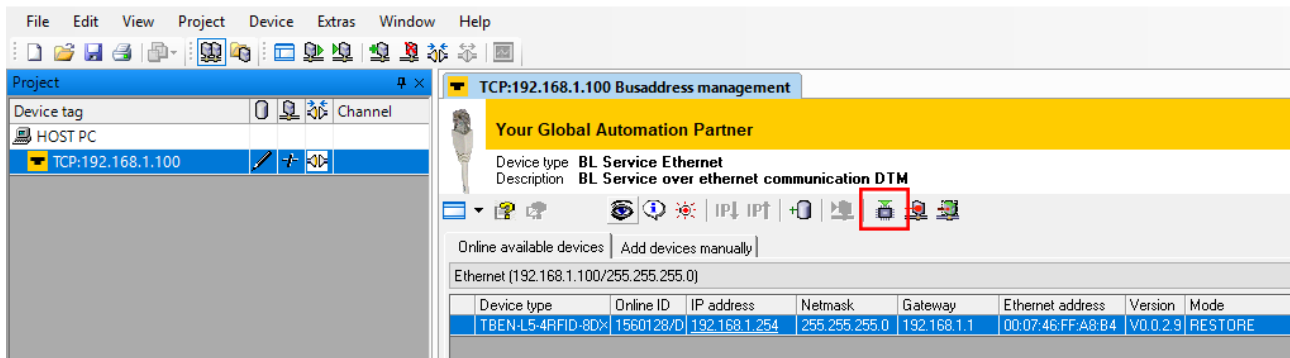 File Edit View Project Device Extras Window Help
Project
Device tag Channel
HOST PC
TCP:192.168.1.100
TCP:192.168.1.100 Busaddress management
Your Global Automation Partner
Device type BL Service Ethernet
Description BL Service over ethernet communication DTM
IP IP
Online available devices Add devices manually
Ethernet (192.168.1.100/255.255.255.0)
Device type Online ID IP address Netmask Gateway Ethernet address Version Mode
TBEN-L5-4RFID-8DX 1560128/D 192.168.1.254 255.255.255.0 192.168.1.1 00:07:46:FF:A8:B4 V0.0.2.9 RESTORE